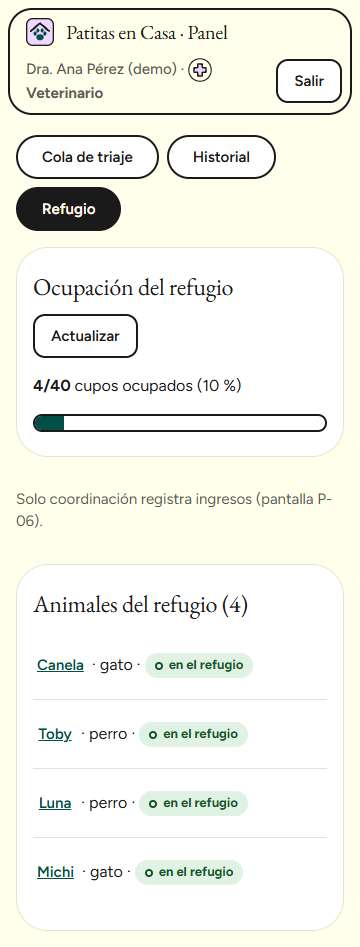 Patitas en Casa · Panel
Dra. Ana Pérez (demo) ·
Veterinario
Salir
Cola de triaje
Historial
Refugio
Ocupación del refugio
Actualizar
4/40 cupos ocupados (10 %)
Solo coordinación registra ingresos (pantalla P-
06).
Animales del refugio (4)
Canela · gato · en el refugio
Toby · perro · en el refugio
Luna · perro · en el refugio
Michi · gato · en el refugio